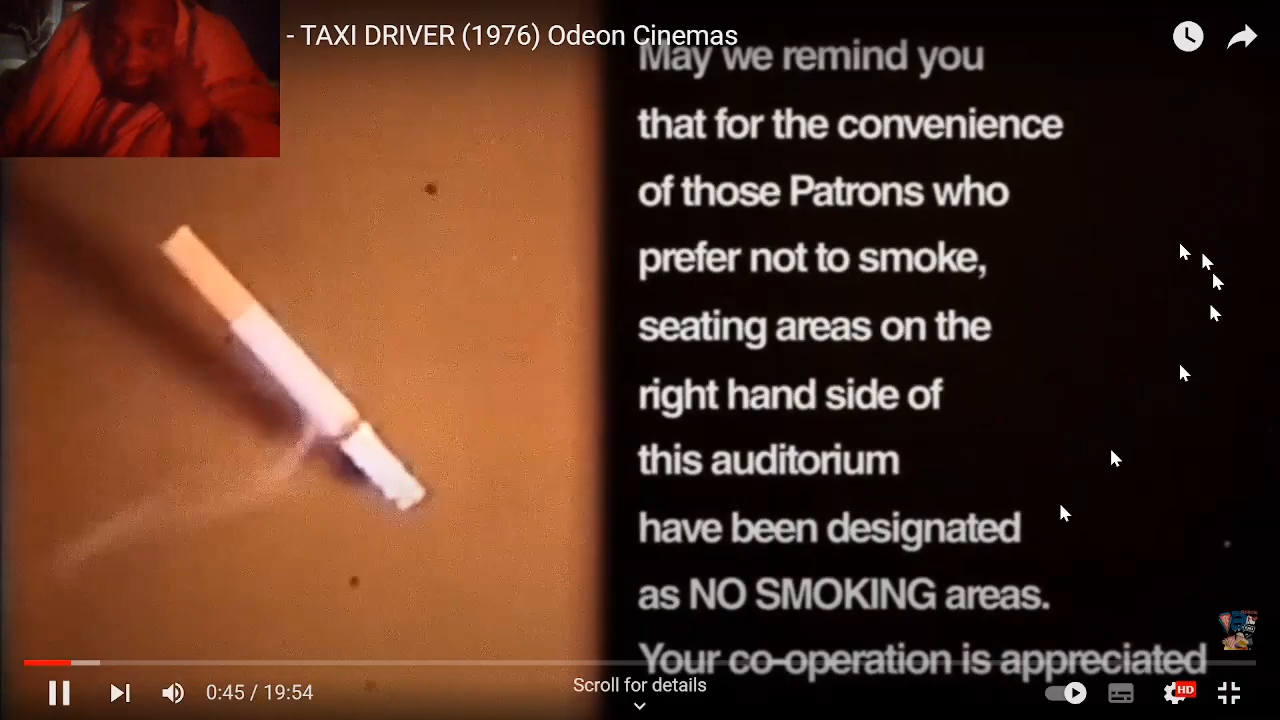 - TAXI DRIVER (1976) Odeon Cinemas
May we remind you
that for the convenience
of those Patrons who
prefer not to smoke,
seating areas on the
right hand side of
this auditorium
have been designated
as NO SMOKING areas.
Your co-operation is appreciated
0:45 / 19:54
Scroll for details
HD